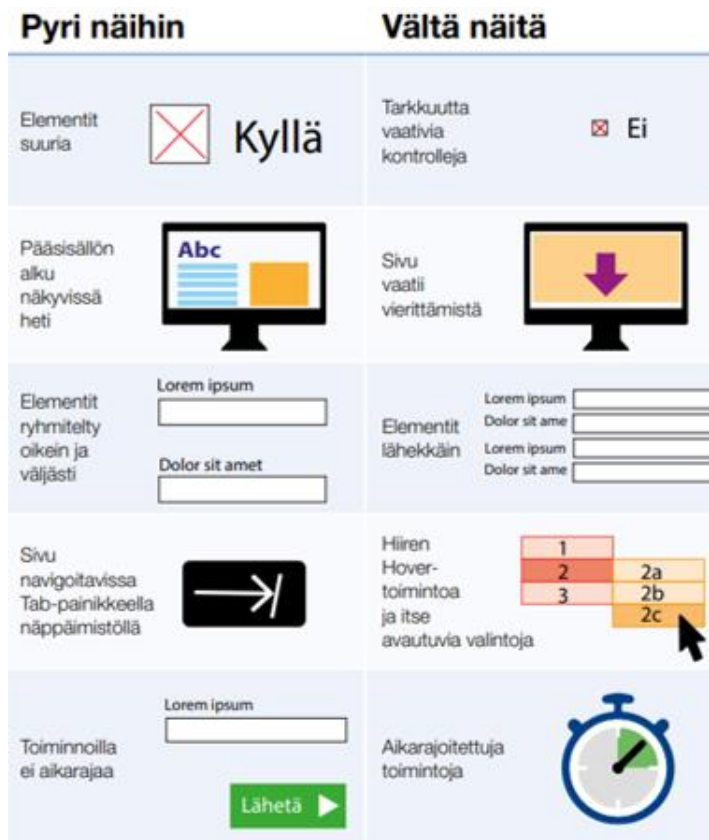 Pyri näihin
Vältä näitä
Elementit
suuria
Kyllä
Tarkkuutta
vaativia
kontrolleja
Ei
Pääsisällön
alku
näkyvissä
heti
Abc
Sivu
vaatii
vierittämistä
Elementit
ryhmitelty
oikein ja
väljästi
Lorem ipsum
Dolor sit amet
Elementit
lähekkäin
Lorem ipsum
Dolor sit ame
Lorem ipsum
Dolor sit ame
Sivu
navigoitavissa
Tab-painikkeella
näppäimistöllä
Hiiren
Hover-
toimintoa
ja itse
avautuvia valintoja
1
2
3
2a
2b
2c
Toiminnoilla
ei aikarajaa
Lorem ipsum
Lähetä
Aikarajoitettuja
toimintoja